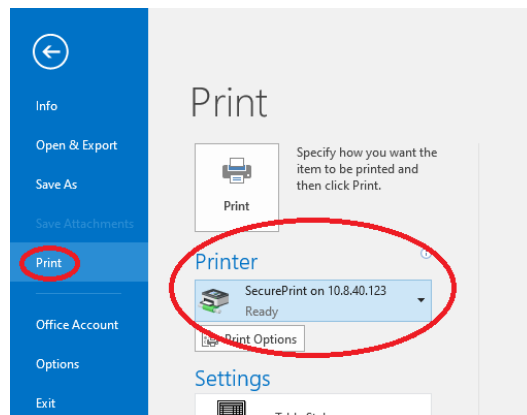 Info
Open & Export
Save As
Save Attachments
Print
Office Account
Options
Exit
Print
Print
Specify how you want the
item to be printed and
then click Print.
Printer
SecurePrint on 10.8.40.123
Ready
Print Options
Settings